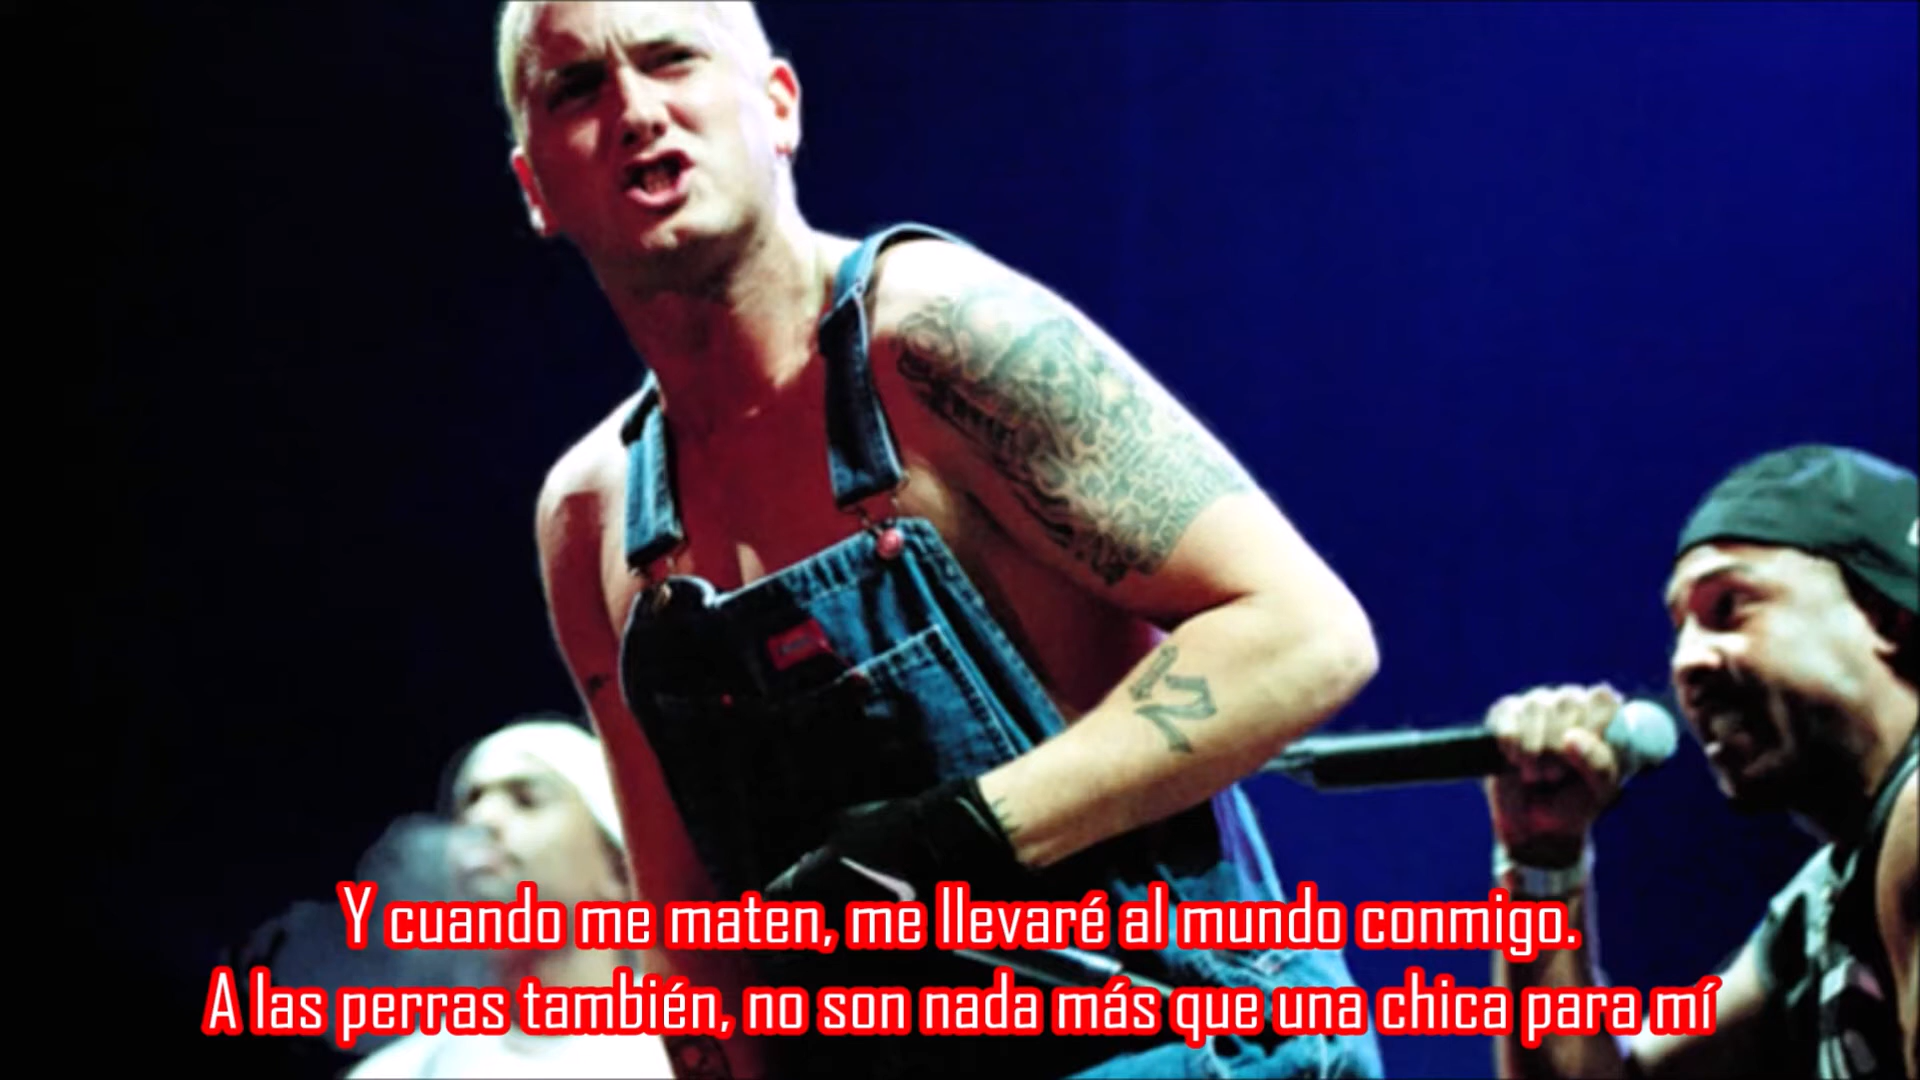 Y cuando me maten, me llevaré al mundo conmigo.
A las perras también, no son nada más que una chica para mí